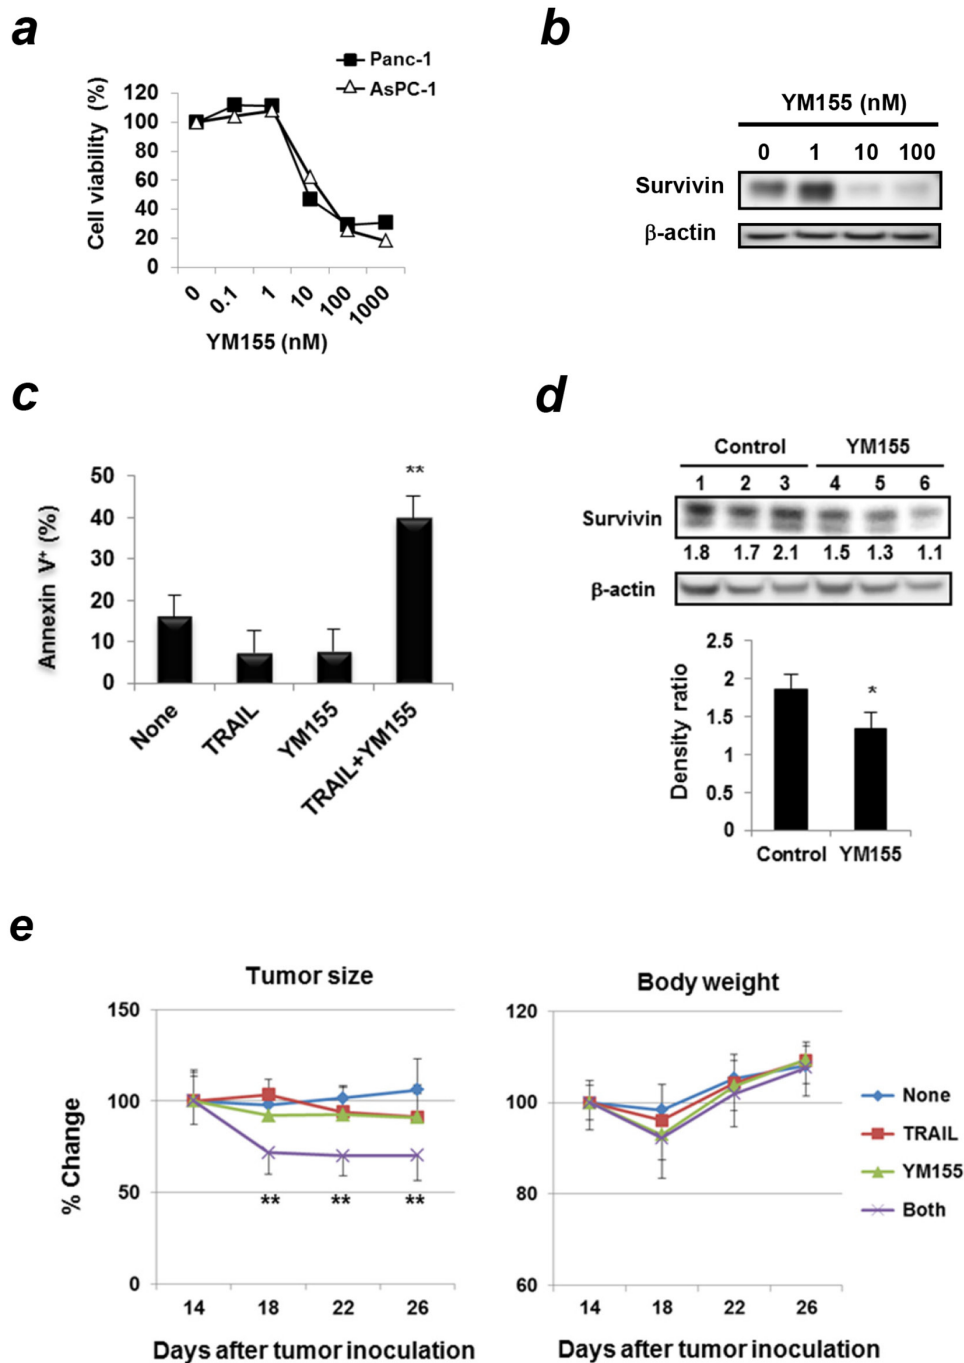 a
Panc-1
AsPC-1
Cell viability (%)
120
100
80
60
40
20
0
0
0.1
1
10
100
1000
YM155 (nM)
b
YM155 (nM)
0 1 10 100
Survivin
β-actin
c
Annexin V+ (%)
50
40
30
20
10
0
None
TRAIL
YM155
TRAIL+YM155
**
d
Control YM155
1 2 3 4 5 6
Survivin
1.8 1.7 2.1 1.5 1.3 1.1
β-actin
Density ratio
2.5
2
1.5
1
0.5
0
*
Control YM155
e
Tumor size
% Change
150
100
50
0
** ** **
14 18 22 26
Days after tumor inoculation
Body weight
120
100
80
60
14 18 22 26
Days after tumor inoculation
None
TRAIL
YM155
Both